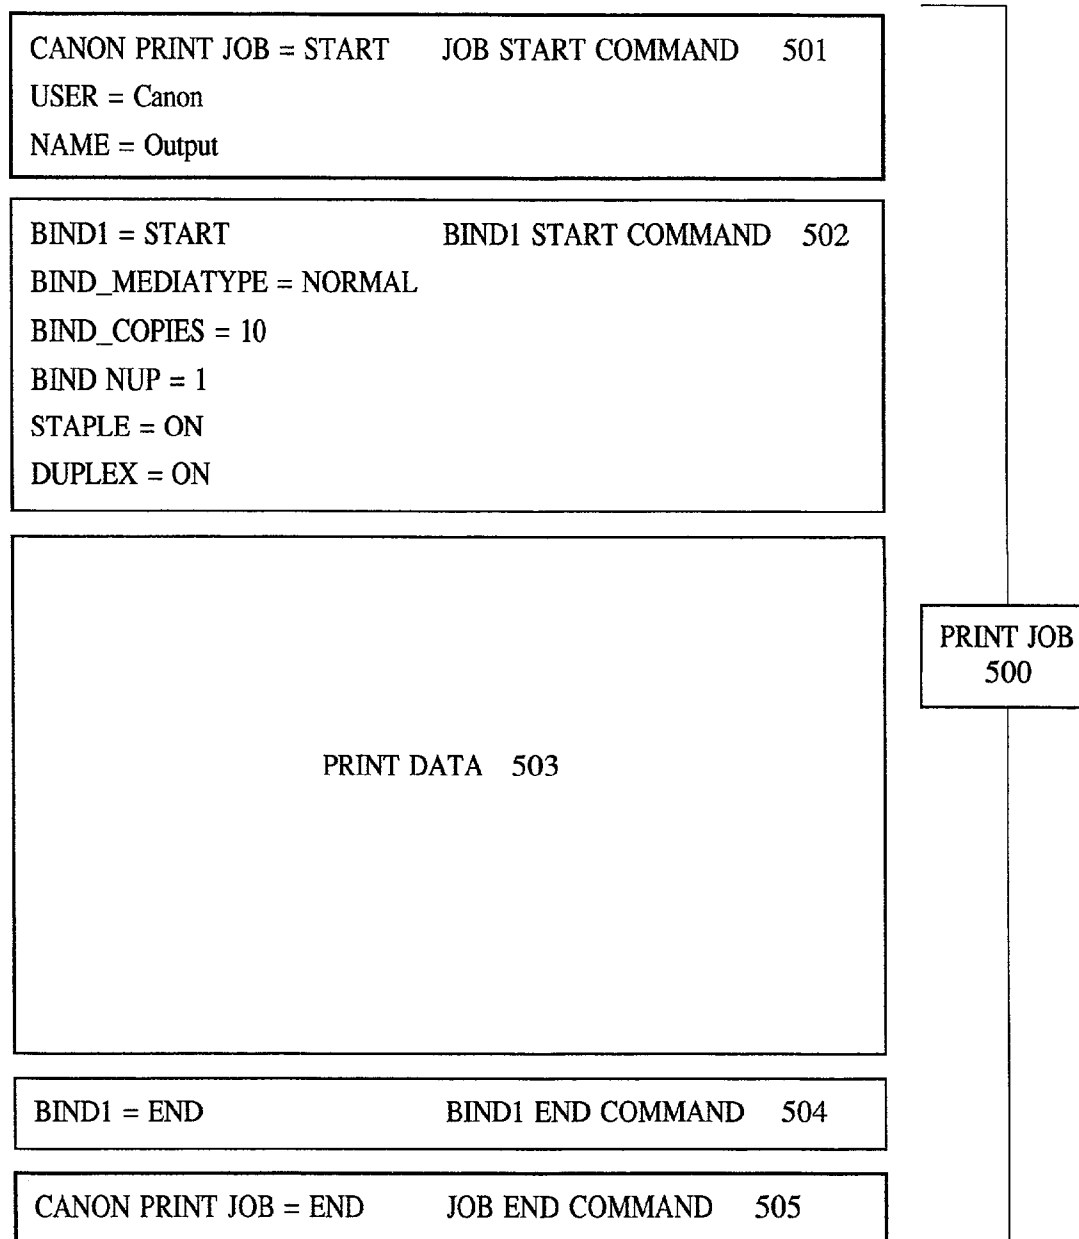 CANON PRINT JOB = START JOB START COMMAND 501
USER = Canon
NAME = Output
BIND1 = START BIND1 START COMMAND 502
BIND_MEDIATYPE = NORMAL
BIND_COPIES = 10
BIND NUP = 1
STAPLE = ON
DUPLEX = ON
PRINT JOB
500
PRINT DATA 503
BIND1 = END BIND1 END COMMAND 504
CANON PRINT JOB = END JOB END COMMAND 505